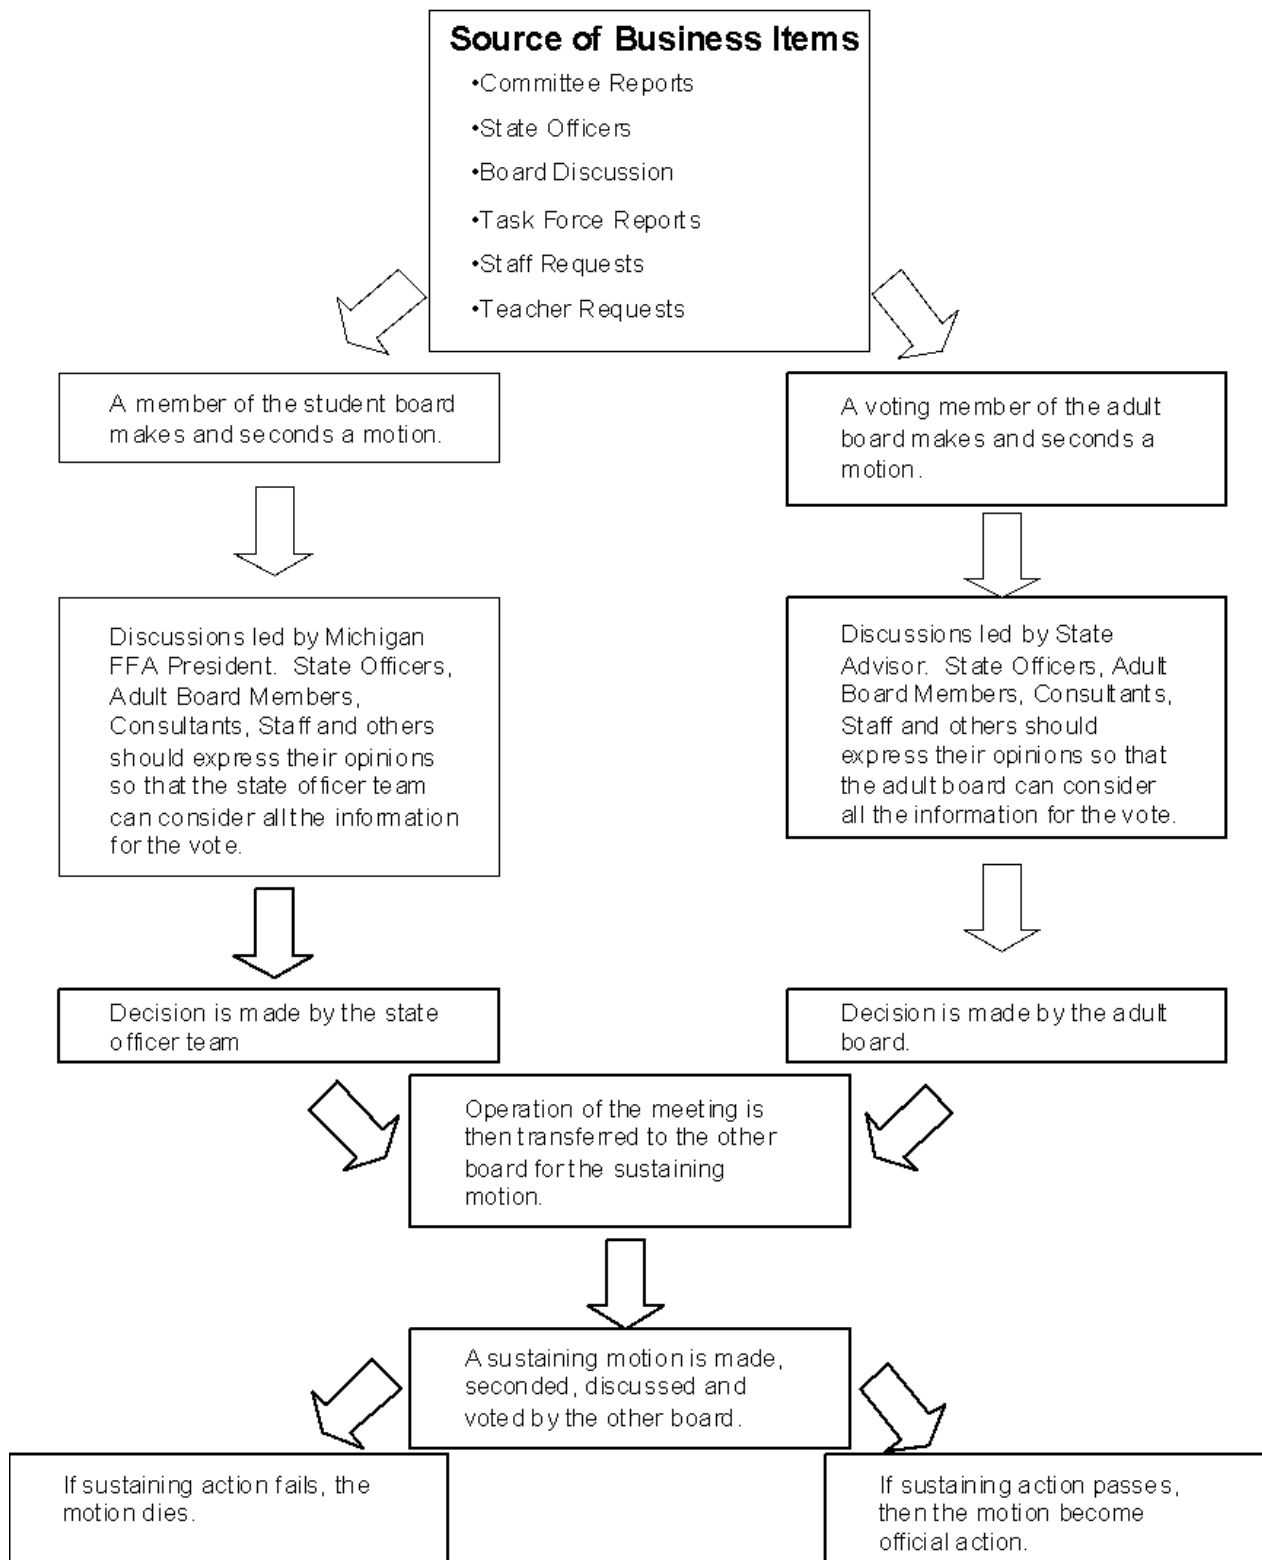 Source of Business Items
•Committee Reports
•State Officers
•Board Discussion
•Task Force Reports
•Staff Requests
•Teacher Requests
A member of the student board
makes and seconds a motion.
A voting member of the adult
board makes and seconds a
motion.
Discussions led by Michigan
FFA President. State Officers,
Adult Board Members,
Consultants, Staff and others
should express their opinions
so that the state officer team
can consider all the information
for the vote.
Discussions led by State
Advisor. State Officers, Adult
Board Members, Consultants,
Staff and others should
express their opinions so that
the adult board can consider
all the information for the vote.
Decision is made by the state
officer team
Decision is made by the adult
board.
Operation of the meeting is
then transferred to the other
board for the sustaining
motion.
A sustaining motion is made,
seconded, discussed and
voted by the other board.
If sustaining action fails, the
motion dies.
If sustaining action passes,
then the motion become
official action.